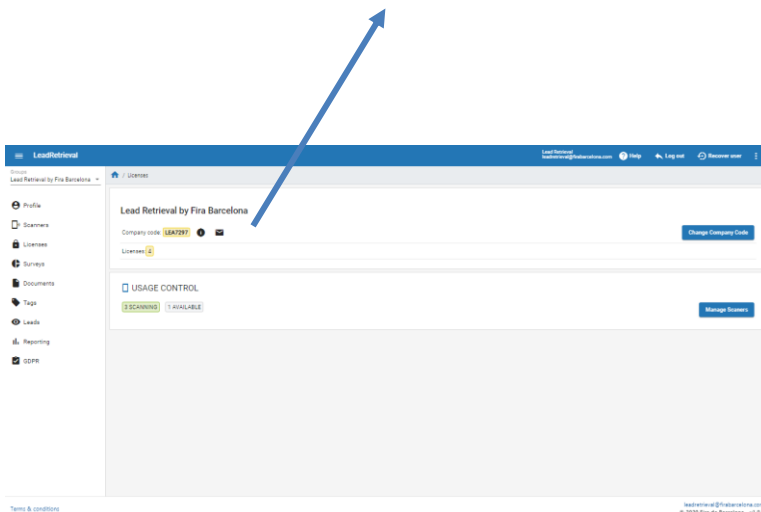 LeadRetrieval
Lead Retrieval
leadretrieval@firabarcelona.com
Help
Log out
Recover user
Groups
Lead Retrieval by Fira Barcelona
/ Licenses
Profile
Scanners
Licenses
Surveys
Documents
Tags
Leads
Reporting
GDPR
Lead Retrieval by Fira Barcelona
Company code: LEA7297
Change Company Code
Licenses: 4
USAGE CONTROL
3 SCANNING 1 AVAILABLE
Manage Scaners
Terms & conditions
leadretrieval@firabarcelona.com